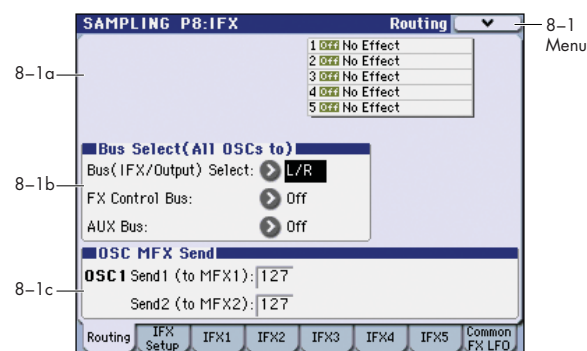 SAMPLING P8:IFX Routing
8–1
Menu
1 Off No Effect
2 Off No Effect
3 Off No Effect
4 Off No Effect
5 Off No Effect
8–1a
Bus Select(All OSCs to)
Bus(IFX/Output) Select: L/R
8–1b
FX Control Bus: Off
AUX Bus: Off
OSC MFX Send
OSC1 Send1 (to MFX1): 127
8–1c
Send2 (to MFX2): 127
Routing IFX Setup IFX1 IFX2 IFX3 IFX4 IFX5 Common FX LFO